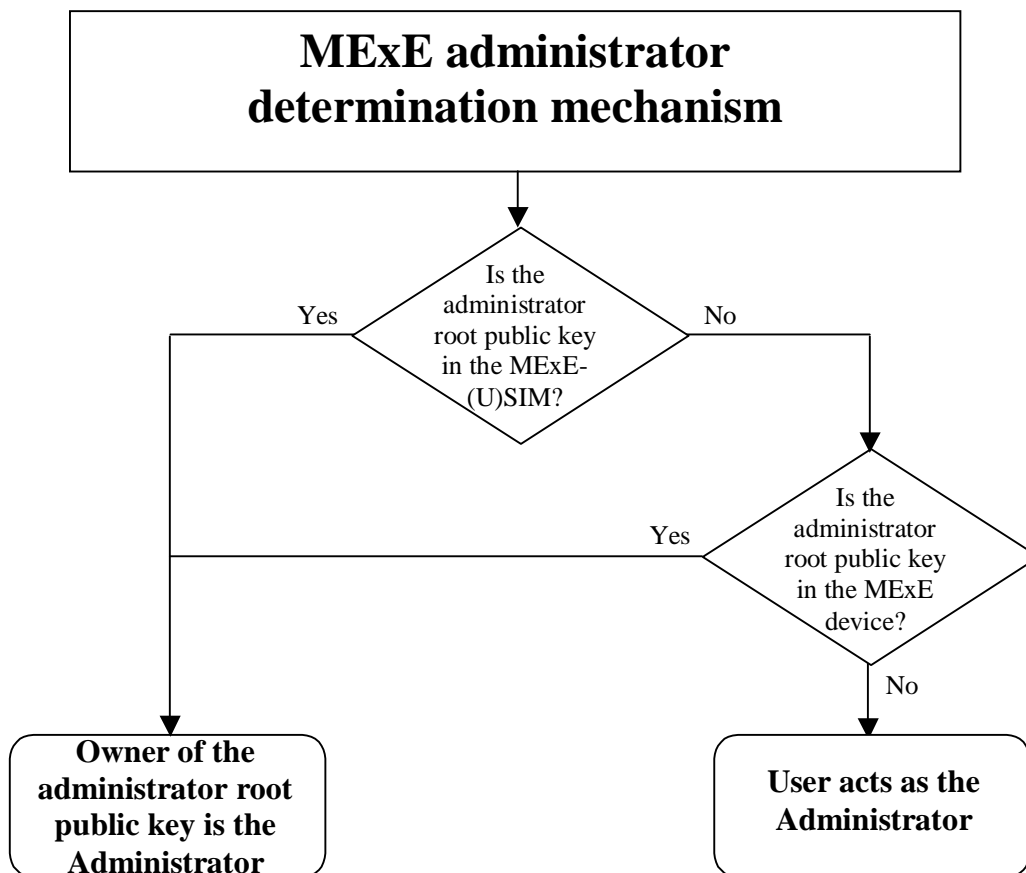 MExE administrator
determination mechanism
Is the
administrator
root public key
in the MExE-
(U)SIM?
Yes
No
Is the
administrator
root public key
in the MExE
device?
Yes
No
Owner of the
administrator root
public key is the
Administrator
User acts as the
Administrator